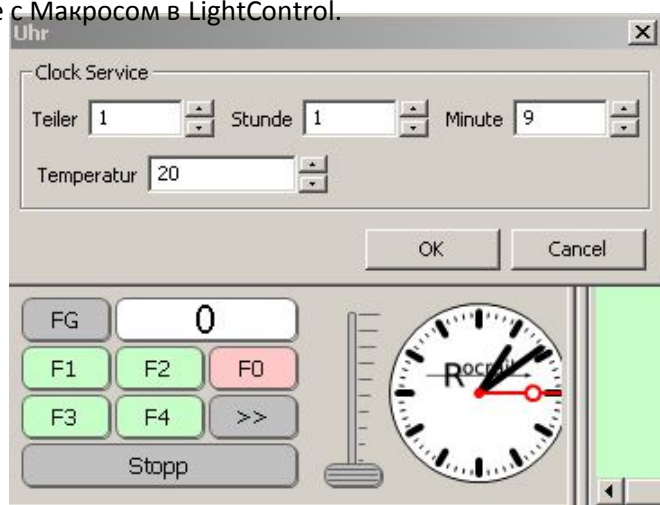 е с Макросом в LightControl.
Uhr
Clock Service
Teiler 1 Stunde 1 Minute 9
Temperatur 20
OK Cancel
FG 0
F1 F2 F0
F3 F4 >>
Stopp
Rocrail